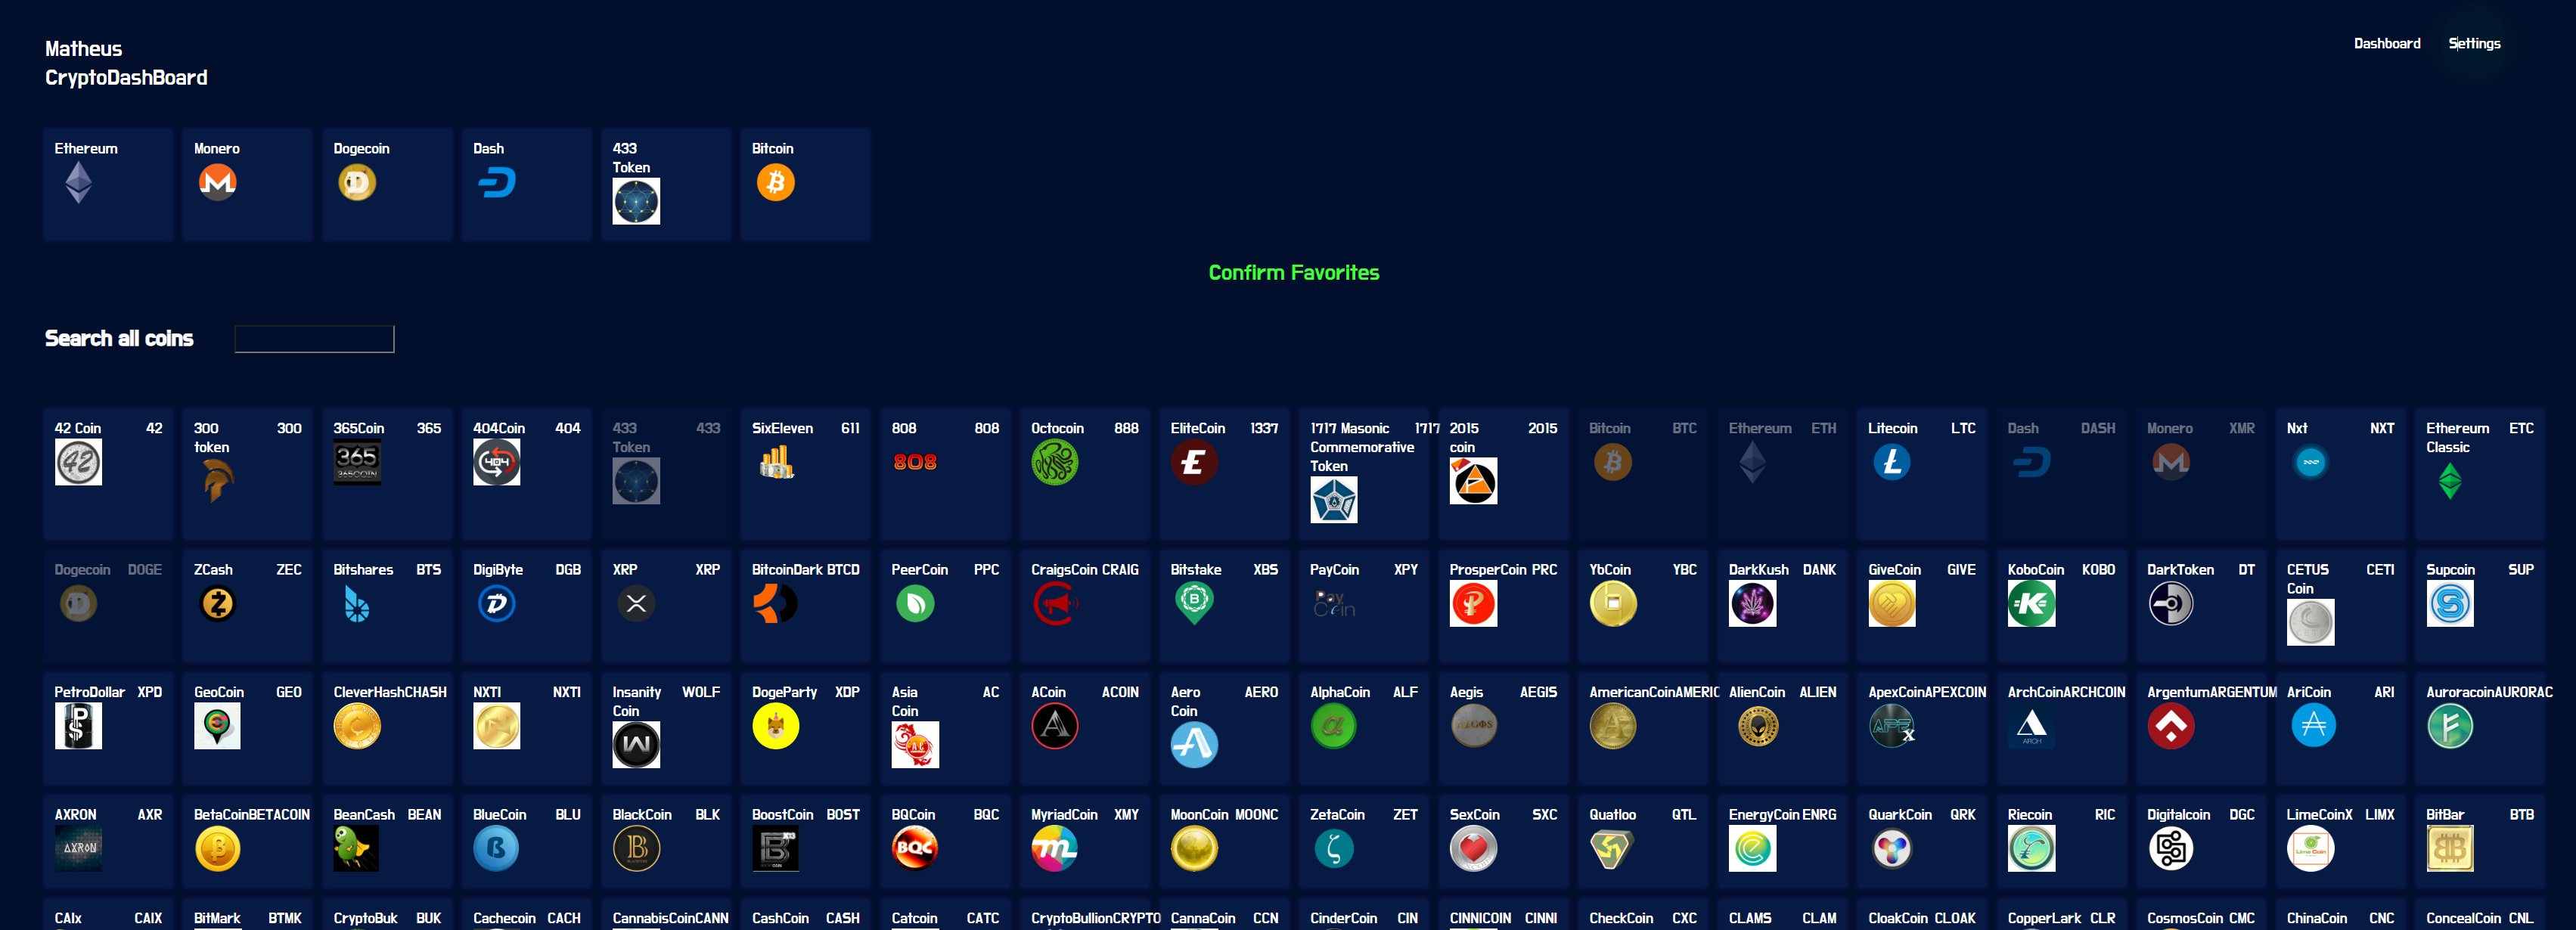 Matheus
CryptoDashBoard
Dashboard Settings
Ethereum Monero Dogecoin Dash 433 Bitcoin
Token
Confirm Favorites
Search all coins
42 Coin 42 300 300 365Coin 365 404Coin 404 433 433 SixEleven 611 808 808 Octocoin 888 EliteCoin 1337 1717 Masonic 1717 2015 2015 Bitcoin BTC Ethereum ETH Litecoin LTC Dash DASH Monero XMR Nxt NXT Ethereum ETC
token Token Commemorative coin Classic
Token
42 365 404 808
365COIN
Dogecoin DOGE ZCash ZEC Bitshares BTS DigiByte DGB XRP XRP BitcoinDark BTCD PeerCoin PPC CraigsCoin CRAIG Bitstake XBS PayCoin XPY ProsperCoin PRC YbCoin YBC DarkKush DANK GiveCoin GIVE KoboCoin KOBO DarkToken DT CETUS CETI Supcoin SUP
Coin
Pay
Coin
PetroDollar XPD GeoCoin GEO CleverHashCHASH NXTI NXTI Insanity WOLF DogeParty XDP Asia AC ACoin ACOIN Aero AERO AlphaCoin ALF Aegis AEGIS AmericanCoinAMERIC AlienCoin ALIEN ApexCoinAPEXCOIN ArchCoinARCHCOIN ArgentumARGENTUM AriCoin ARI AuroracoinAURORAC
Coin Coin Coin
ARCH
AXRON AXR BetaCoinBETACOIN BeanCash BEAN BlueCoin BLU BlackCoin BLK BoostCoin BOST BQCoin BQC MyriadCoin XMY MoonCoin MOONC ZetaCoin ZET SexCoin SXC Quatloo QTL EnergyCoin ENRG QuarkCoin QRK Riecoin RIC Digitalcoin DGC LimeCoinX LIMX BitBar BTB
AXRON BQC
CAIx CAIX BitMark BTMK CryptoBuk BUK Cachecoin CACH CannabisCoinCANN CashCoin CASH Catcoin CATC CryptoBullionCRYPTO CannaCoin CCN CinderCoin CIN CINNICOIN CINNI CheckCoin CXC CLAMS CLAM CloakCoin CLOAK CopperLark CLR CosmosCoin CMC ChinaCoin CNC ConcealCoin CNL